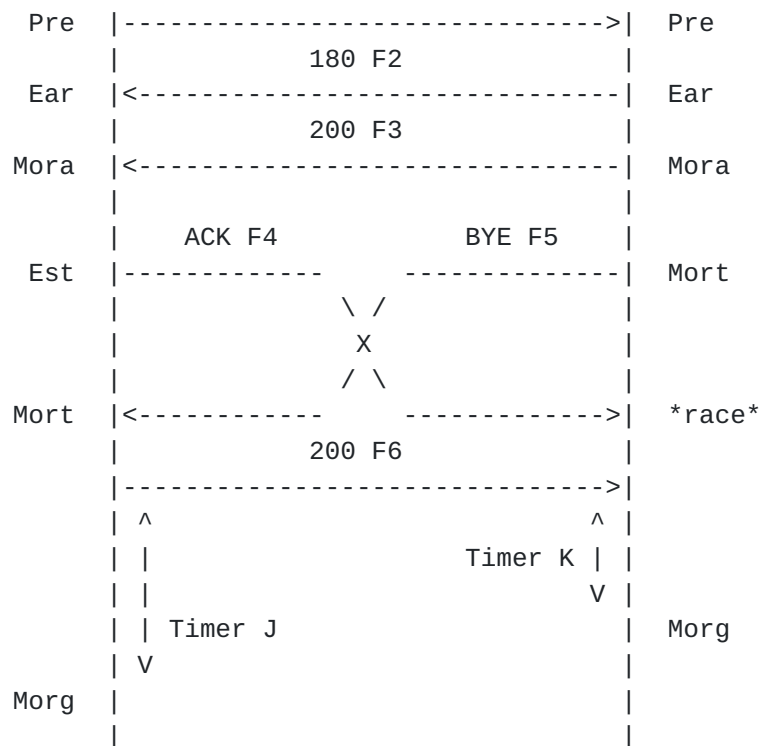 Pre  |------------------------------->|  Pre
     |            180 F2              |
Ear  |<-------------------------------|  Ear
     |            200 F3              |
Mora |<-------------------------------|  Mora
     |                                |
     |    ACK F4            BYE F5    |
Est  |-------------     --------------|  Mort
     |              \ /               |
     |               X                |
     |              / \               |
Mort |<-------------     ------------>|  *race*
     |            200 F6              |
     |------------------------------->|
     | ^                            ^ |
     | |                    Timer K | |
     | |                            V |
     | | Timer J                      |  Morg
     | V                              |
Morg |                                |
     |                                |